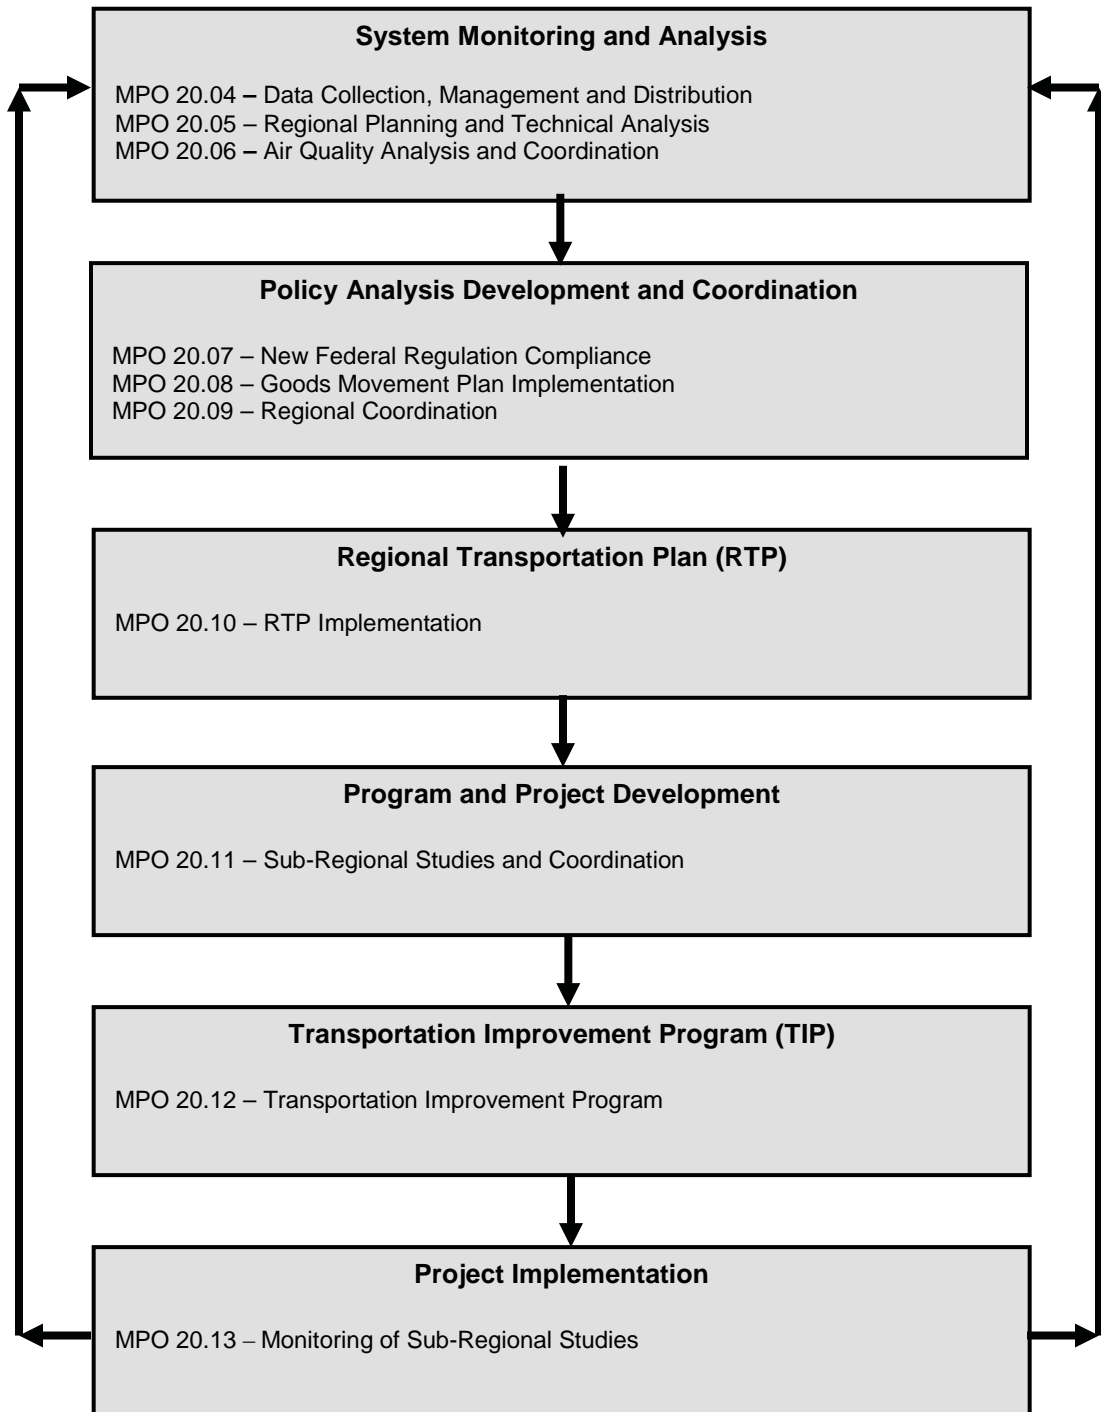 System Monitoring and Analysis
MPO 20.04 – Data Collection, Management and Distribution
MPO 20.05 – Regional Planning and Technical Analysis
MPO 20.06 – Air Quality Analysis and Coordination
Policy Analysis Development and Coordination
MPO 20.07 – New Federal Regulation Compliance
MPO 20.08 – Goods Movement Plan Implementation
MPO 20.09 – Regional Coordination
Regional Transportation Plan (RTP)
MPO 20.10 – RTP Implementation
Program and Project Development
MPO 20.11 – Sub-Regional Studies and Coordination
Transportation Improvement Program (TIP)
MPO 20.12 – Transportation Improvement Program
Project Implementation
MPO 20.13 – Monitoring of Sub-Regional Studies